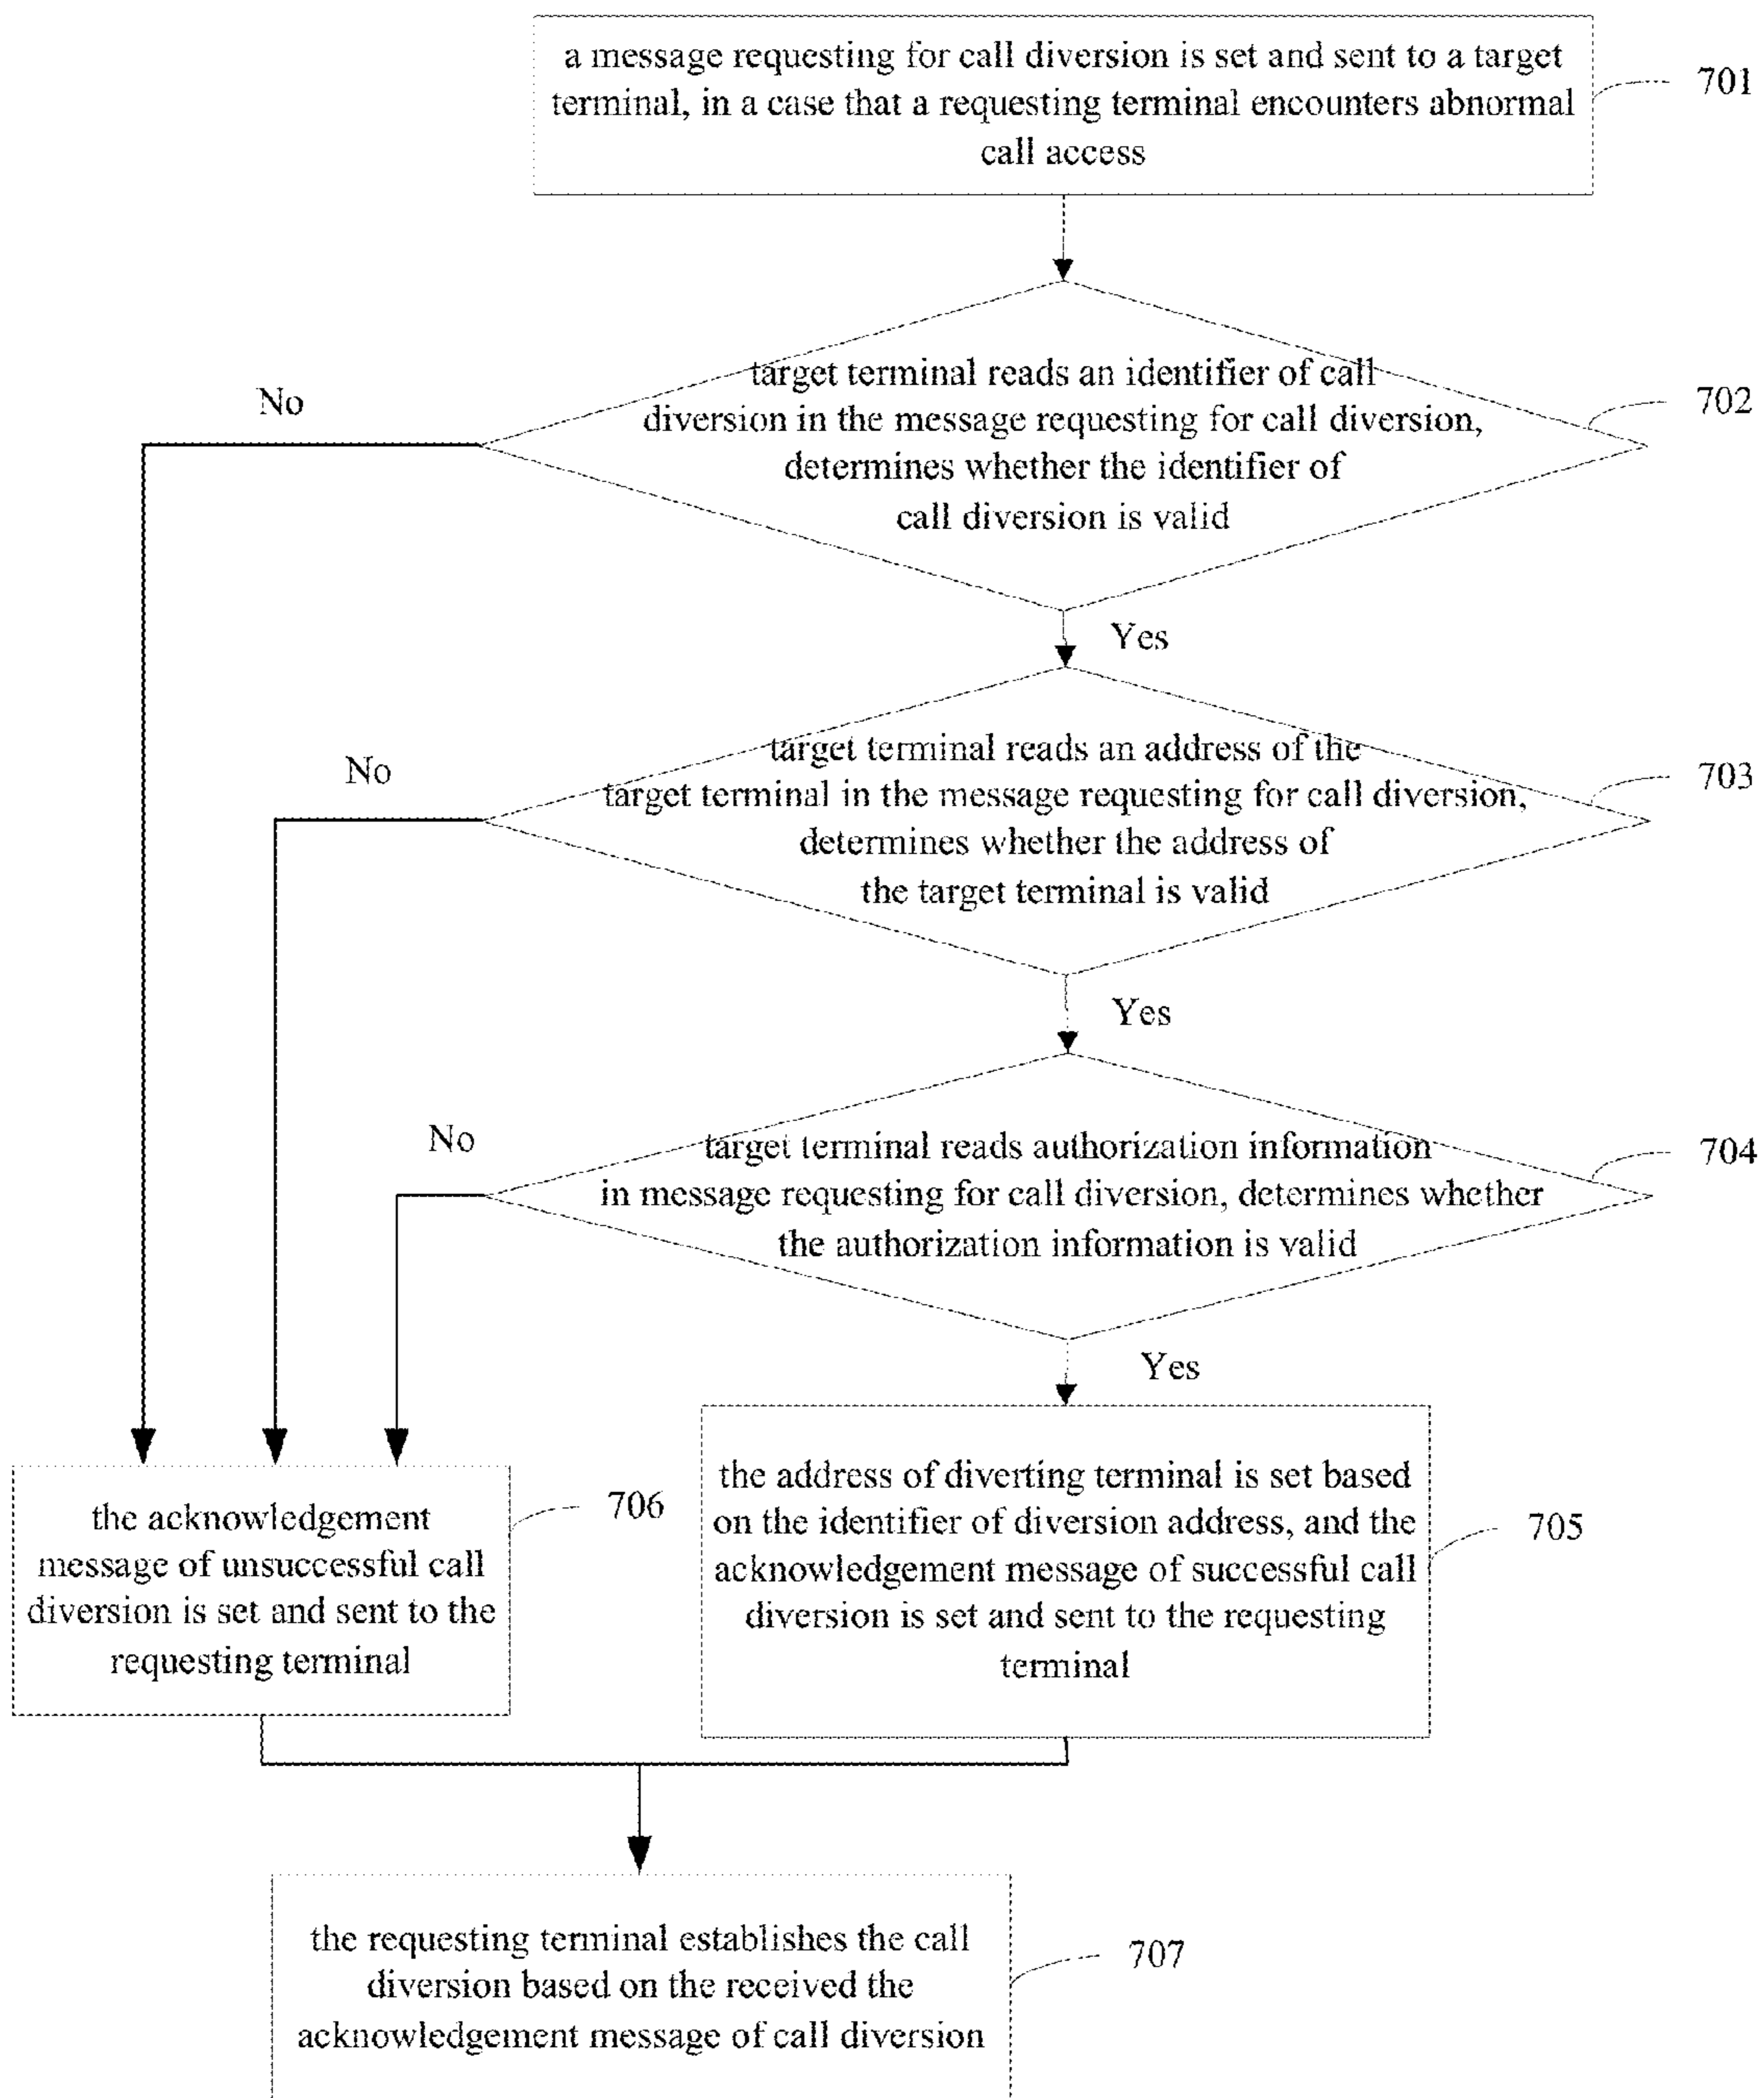 a message requesting for call diversion is set and sent to a target
terminal, in a case that a requesting terminal encounters abnormal
call access
701
target terminal reads an identifier of call
diversion in the message requesting for call diversion,
determines whether the identifier of
call diversion is valid
702
No
Yes
target terminal reads an address of the
target terminal in the message requesting for call diversion,
determines whether the address of
the target terminal is valid
703
No
Yes
target terminal reads authorization information
in message requesting for call diversion, determines whether
the authorization information is valid
704
No
Yes
the acknowledgement
message of unsuccessful call
diversion is set and sent to the
requesting terminal
706
the address of diverting terminal is set based
on the identifier of diversion address, and the
acknowledgement message of successful call
diversion is set and sent to the requesting
terminal
705
the requesting terminal establishes the call
diversion based on the received the
acknowledgement message of call diversion
707